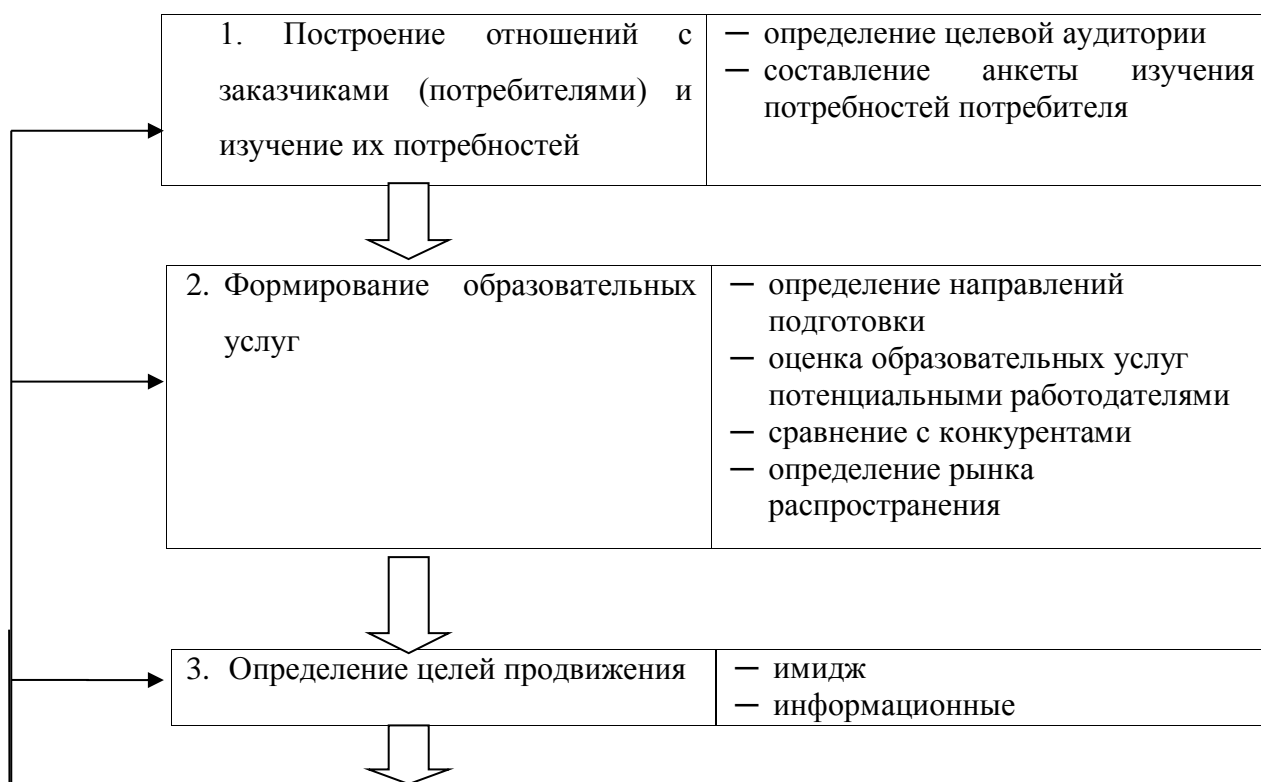 1. Построение отношений с
заказчиками (потребителями) и
изучение их потребностей
— определение целевой аудитории
— составление анкеты изучения
потребностей потребителя
2. Формирование образовательных
услуг
— определение направлений
подготовки
— оценка образовательных услуг
потенциальными работодателями
— сравнение с конкурентами
— определение рынка
распространения
3. Определение целей продвижения
— имидж
— информационные